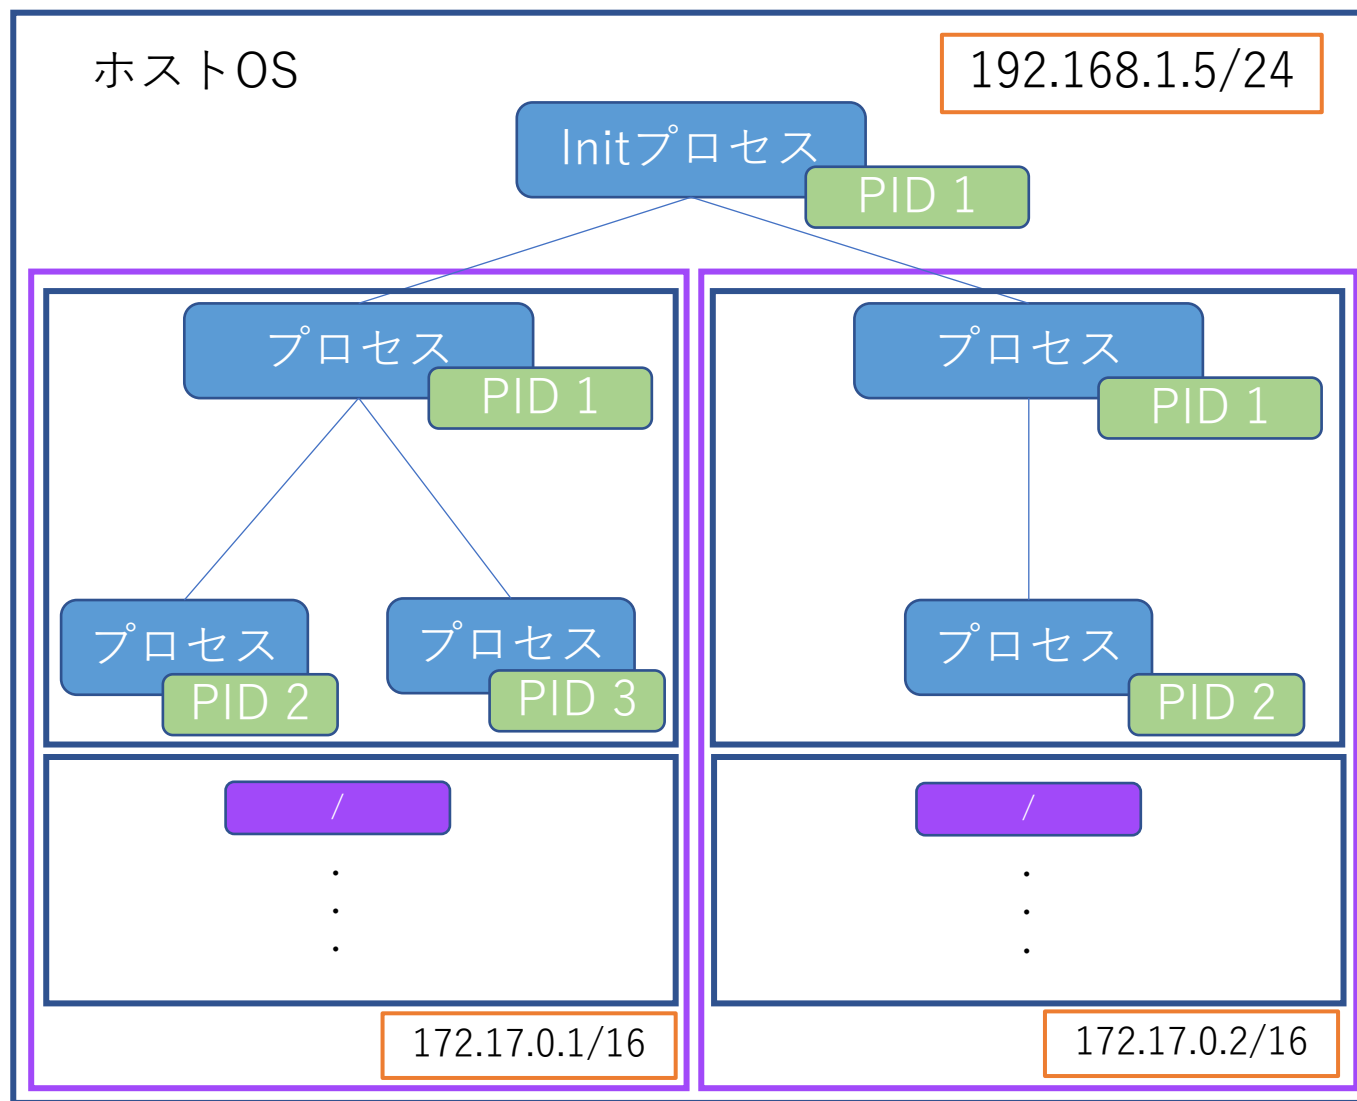 ホストOS
192.168.1.5/24
Initプロセス
PID 1
プロセス
PID 1
プロセス
PID 1
プロセス
PID 2
プロセス
PID 3
プロセス
PID 2
/
・
・
・
/
・
・
・
172.17.0.1/16
172.17.0.2/16